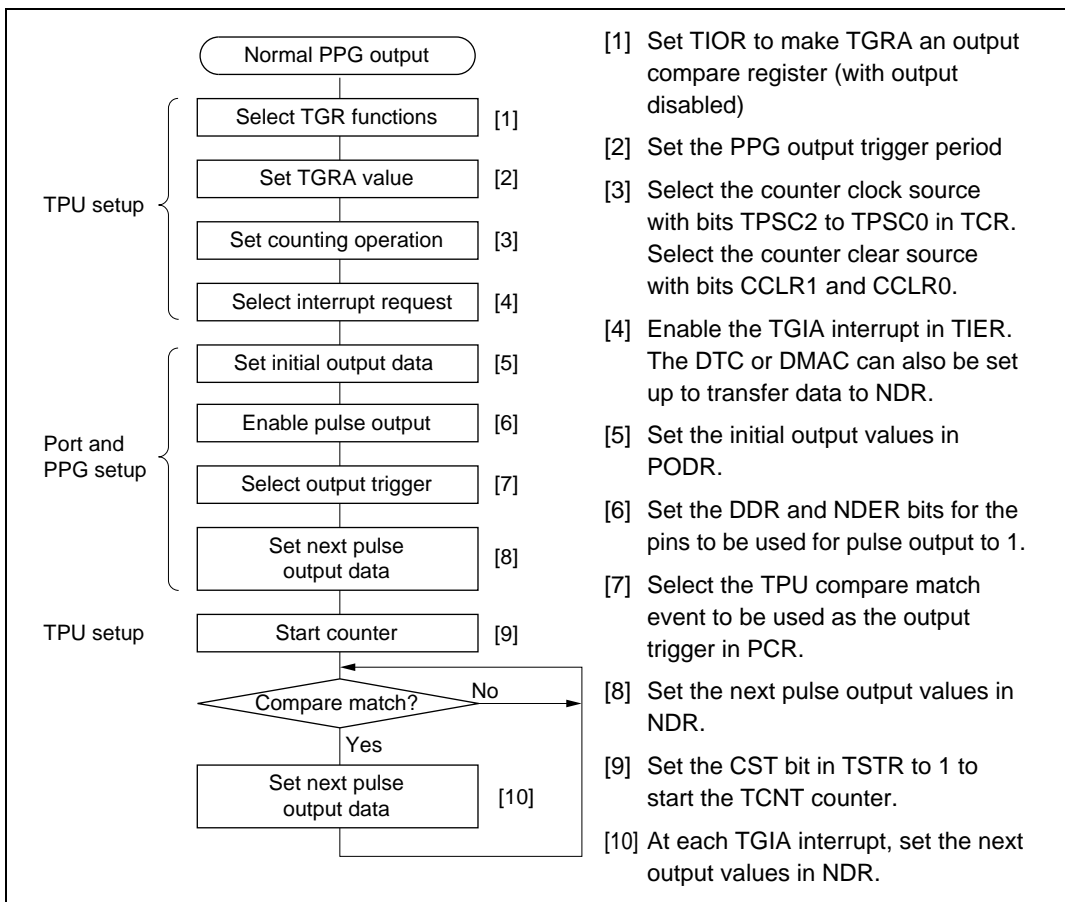 Normal PPG output
Select TGR functions [1]
Set TGRA value [2]
TPU setup
Set counting operation [3]
Select interrupt request [4]
Set initial output data [5]
Enable pulse output [6]
Port and
PPG setup
Select output trigger [7]
Set next pulse
output data [8]
TPU setup
Start counter [9]
Compare match?
No
Yes
Set next pulse
output data [10]
[1] Set TIOR to make TGRA an output
compare register (with output
disabled)
[2] Set the PPG output trigger period
[3] Select the counter clock source
with bits TPSC2 to TPSC0 in TCR.
Select the counter clear source
with bits CCLR1 and CCLR0.
[4] Enable the TGIA interrupt in TIER.
The DTC or DMAC can also be set
up to transfer data to NDR.
[5] Set the initial output values in
PODR.
[6] Set the DDR and NDER bits for the
pins to be used for pulse output to 1.
[7] Select the TPU compare match
event to be used as the output
trigger in PCR.
[8] Set the next pulse output values in
NDR.
[9] Set the CST bit in TSTR to 1 to
start the TCNT counter.
[10] At each TGIA interrupt, set the next
output values in NDR.